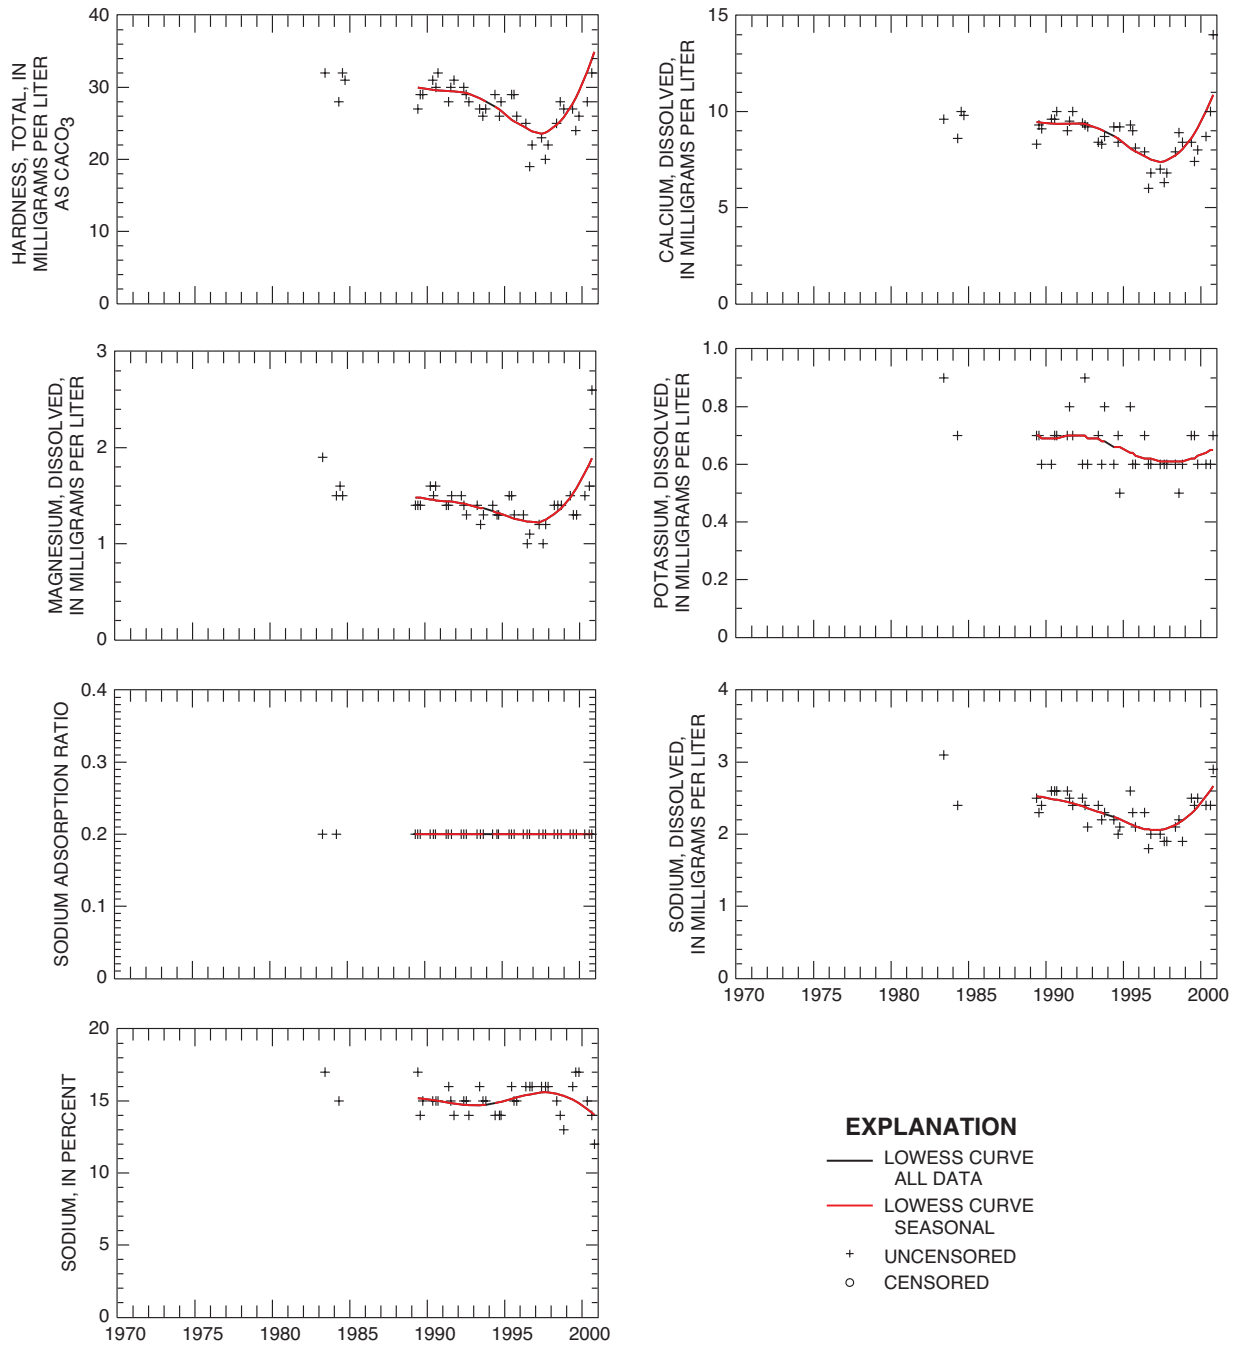 HARDNESS, TOTAL, IN
MILLIGRAMS PER LITER
AS CACO3
40
30
20
10
0
CALCIUM, DISSOLVED,
IN MILLIGRAMS PER LITER
15
10
5
0
MAGNESIUM, DISSOLVED,
IN MILLIGRAMS PER LITER
3
2
1
0
POTASSIUM, DISSOLVED,
IN MILLIGRAMS PER LITER
1.0
0.8
0.6
0.4
0.2
0
SODIUM ADSORPTION RATIO
0.4
0.3
0.2
0.1
0
SODIUM, DISSOLVED,
IN MILLIGRAMS PER LITER
4
3
2
1
0
1970 1975 1980 1985 1990 1995 2000
SODIUM, IN PERCENT
20
15
10
5
0
1970 1975 1980 1985 1990 1995 2000
EXPLANATION
LOWESS CURVE
ALL DATA
LOWESS CURVE
SEASONAL
UNCENSORED
CENSORED